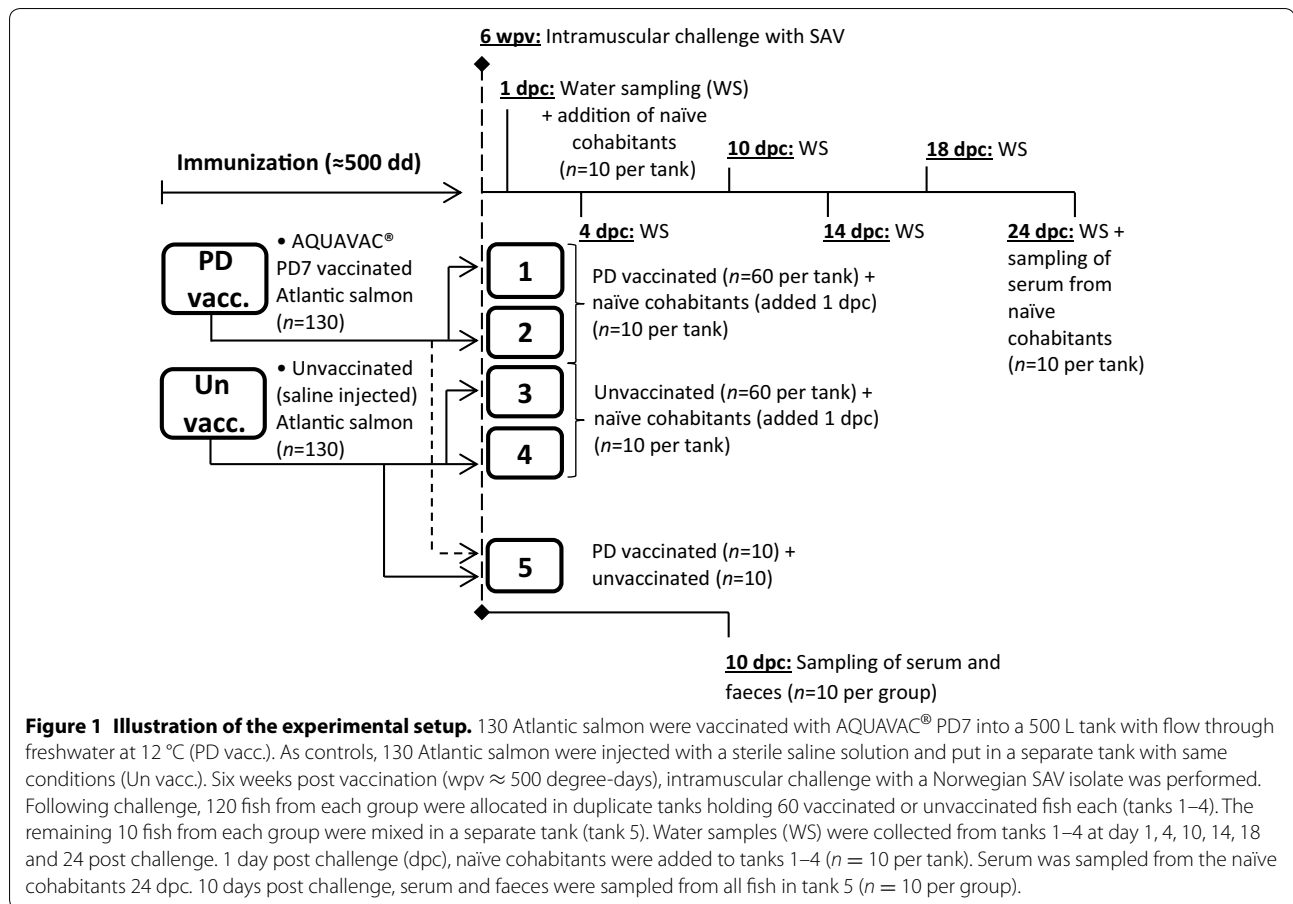 6 wpv: Intramuscular challenge with SAV
1 dpc: Water sampling (WS)
+ addition of naïve
cohabitants
(n=10 per tank)
10 dpc: WS
18 dpc: WS
Immunization (≈500 dd)
4 dpc: WS
14 dpc: WS
24 dpc: WS +
sampling of
serum from
naïve
cohabitants
(n=10 per tank)
PD
vacc.
• AQUAVAC®
PD7 vaccinated
Atlantic salmon
(n=130)
1
2
PD vaccinated (n=60 per tank) +
naïve cohabitants (added 1 dpc)
(n=10 per tank)
Un
vacc.
• Unvaccinated
(saline injected)
Atlantic salmon
(n=130)
3
4
Unvaccinated (n=60 per tank) +
naïve cohabitants (added 1 dpc)
(n=10 per tank)
5
PD vaccinated (n=10) +
unvaccinated (n=10)
10 dpc: Sampling of serum and
faeces (n=10 per group)
Figure 1 Illustration of the experimental setup. 130 Atlantic salmon were vaccinated with AQUAVAC® PD7 into a 500 L tank with flow through
freshwater at 12 °C (PD vacc.). As controls, 130 Atlantic salmon were injected with a sterile saline solution and put in a separate tank with same
conditions (Un vacc.). Six weeks post vaccination (wpv ≈ 500 degree-days), intramuscular challenge with a Norwegian SAV isolate was performed.
Following challenge, 120 fish from each group were allocated in duplicate tanks holding 60 vaccinated or unvaccinated fish each (tanks 1–4). The
remaining 10 fish from each group were mixed in a separate tank (tank 5). Water samples (WS) were collected from tanks 1–4 at day 1, 4, 10, 14, 18
and 24 post challenge. 1 day post challenge (dpc), naïve cohabitants were added to tanks 1–4 (n = 10 per tank). Serum was sampled from the naïve
cohabitants 24 dpc. 10 days post challenge, serum and faeces were sampled from all fish in tank 5 (n = 10 per group).